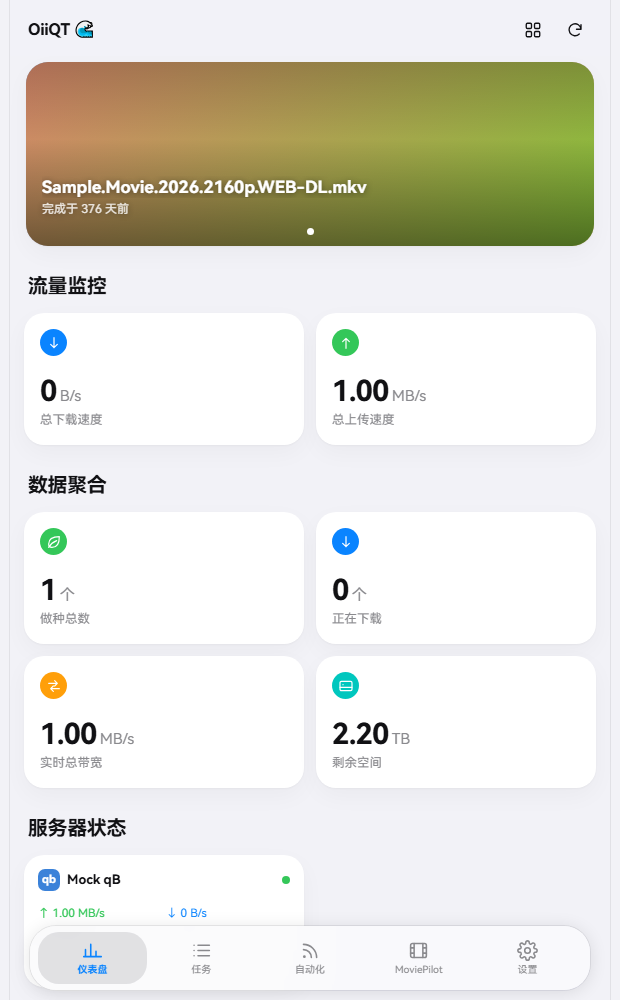 OiiQT
Sample.Movie.2026.2160p.WEB-DL.mkv
完成于 376 天前
流量监控
0 B/s
总下载速度
1.00 MB/s
总上传速度
数据聚合
1 个
做种总数
0 个
正在下载
1.00 MB/s
实时总带宽
2.20 TB
剩余空间
服务器状态
qb Mock qB
↑ 1.00 MB/s ↓ 0 B/s
仪表盘
任务
自动化
MoviePilot
设置